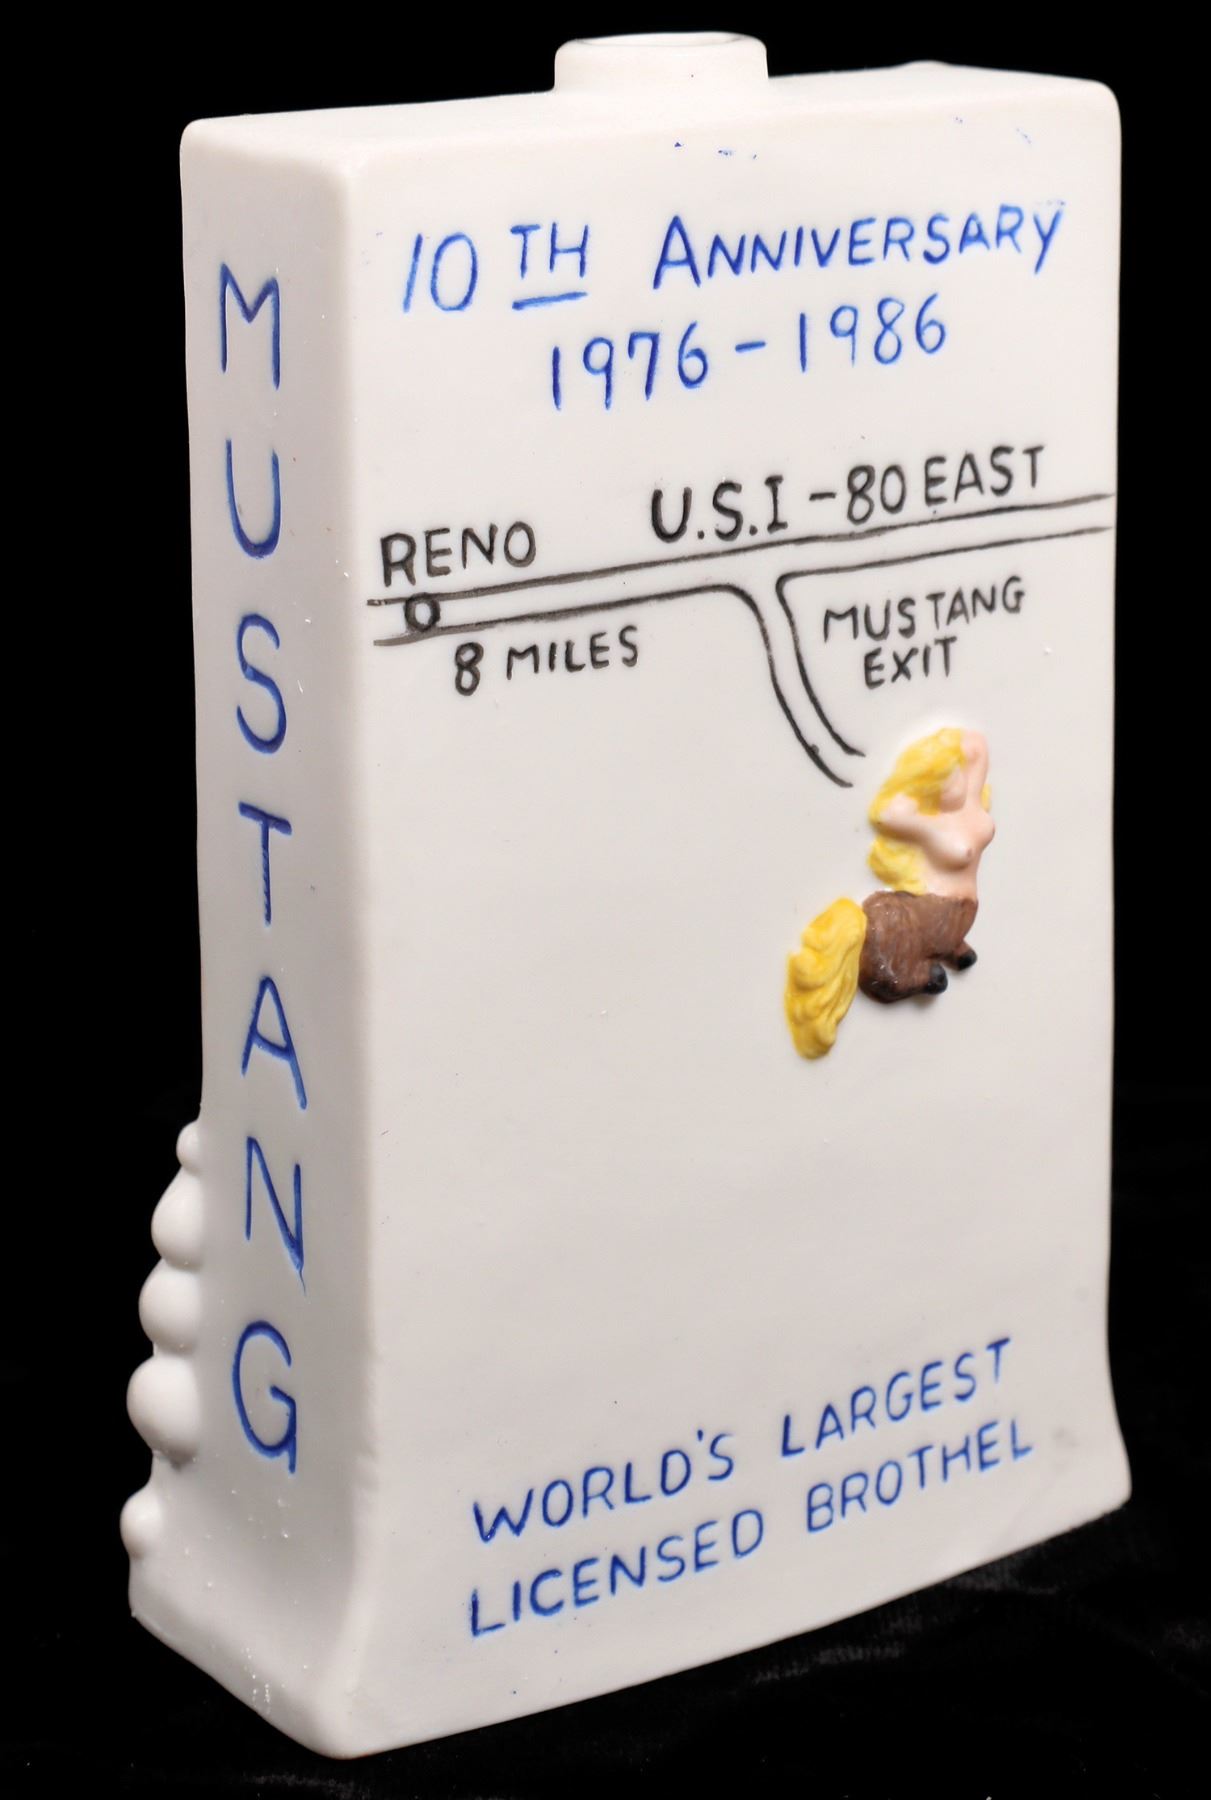 MUSTANG
10TH ANNIVERSARY
1976-1986
RENO
U.S.I-80 EAST
8 MILES
MUSTANG
EXIT
WORLD'S LARGEST
LICENSED BROTHEL